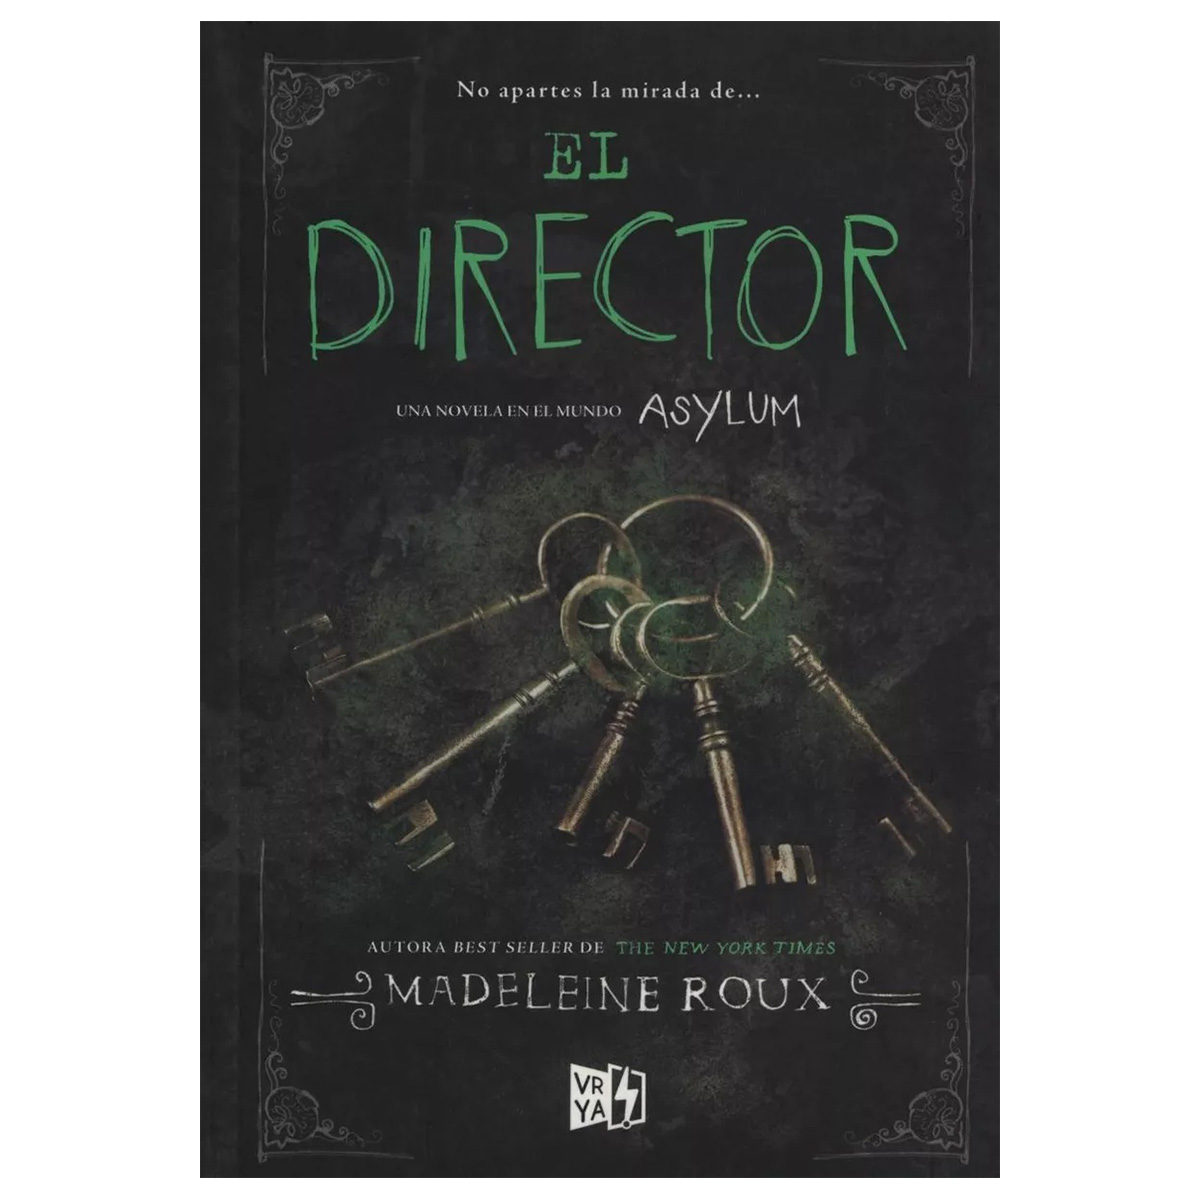 No apartes la mirada de...
EL
DIRECTOR
UNA NOVELA EN EL MUNDO ASYLUM
AUTORA BEST SELLER DE THE NEW YORK TIMES
MADELEINE ROUX
VR
YA